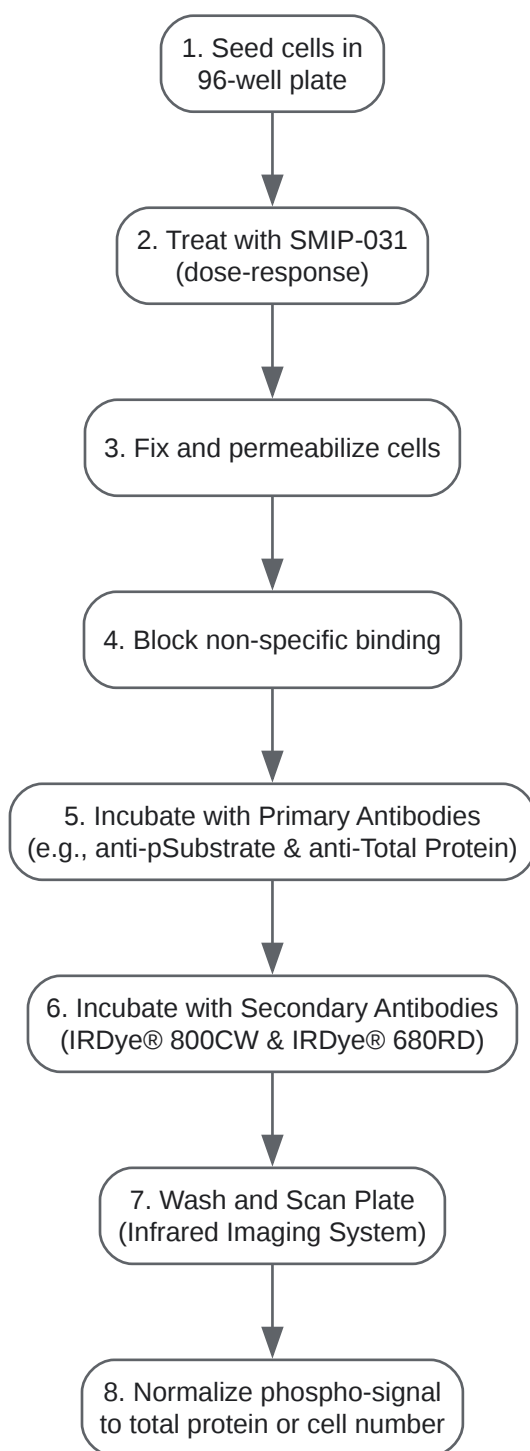 1. Seed cells in
96-well plate
2. Treat with SMIP-031
(dose-response)
3. Fix and permeabilize cells
4. Block non-specific binding
5. Incubate with Primary Antibodies
(e.g., anti-pSubstrate & anti-Total Protein)
6. Incubate with Secondary Antibodies
(IRDye® 800CW & IRDye® 680RD)
7. Wash and Scan Plate
(Infrared Imaging System)
8. Normalize phospho-signal
to total protein or cell number